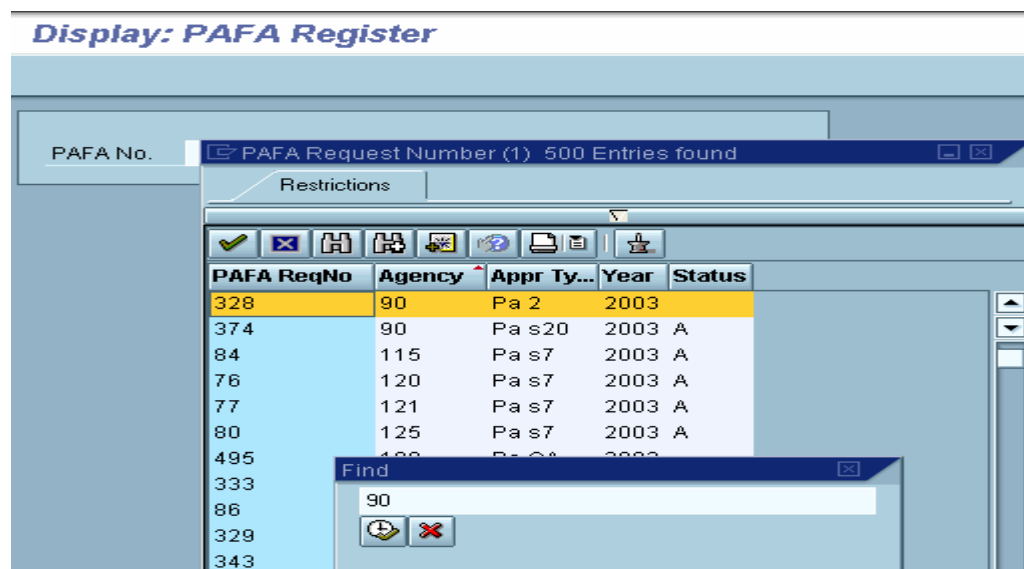 Display: PAFA Register
PAFA No.
PAFA Request Number (1) 500 Entries found
Restrictions
PAFA ReqNo Agency Appr Ty... Year Status
328 90 Pa 2 2003
374 90 Pa s20 2003 A
84 115 Pa s7 2003 A
76 120 Pa s7 2003 A
77 121 Pa s7 2003 A
80 125 Pa s7 2003 A
495
333
86
329
343
Find
90